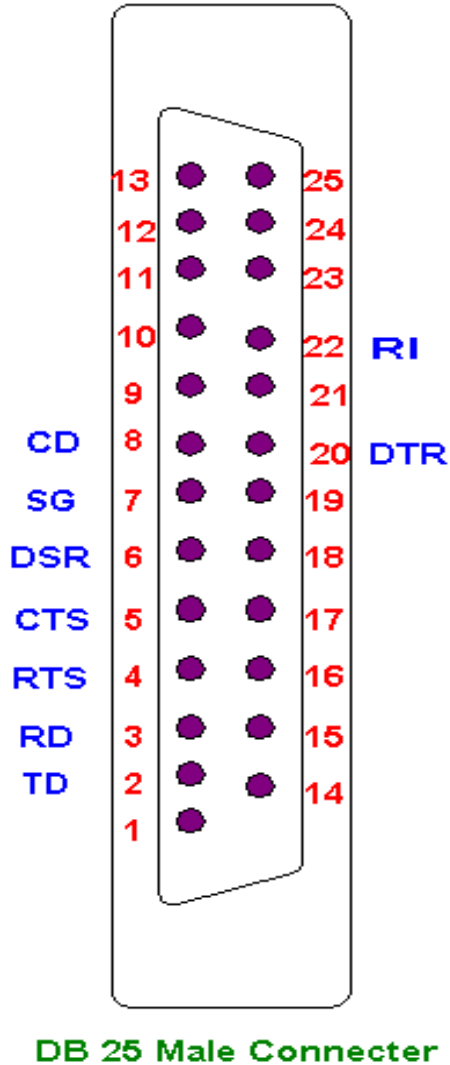 13 25
12 24
11 23
10 22 RI
9 21
CD 8 20 DTR
SG 7 19
DSR 6 18
CTS 5 17
RTS 4 16
RD 3 15
TD 2 14
1
DB 25 Male Connecter